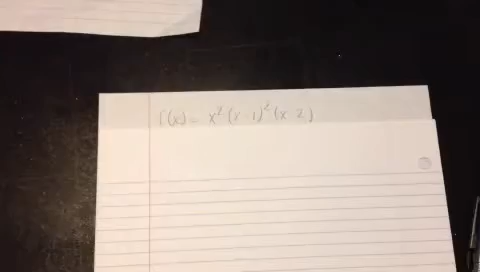 f(x) = x² (x-1)² (x-2)